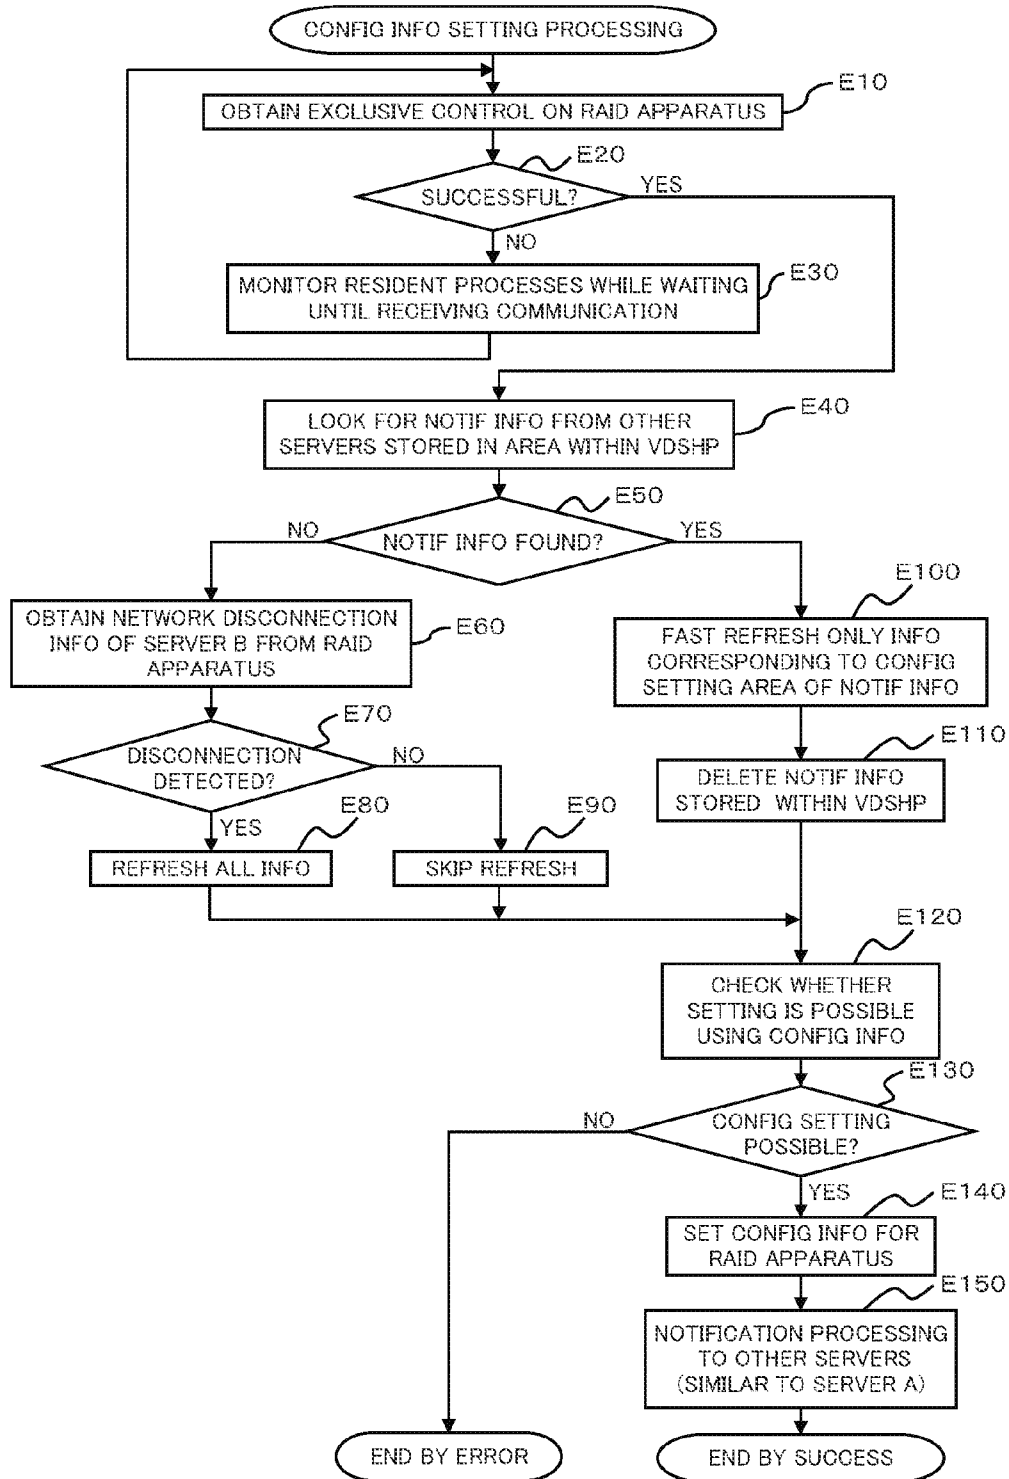 CONFIG INFO SETTING PROCESSING
E10
OBTAIN EXCLUSIVE CONTROL ON RAID APPARATUS
E20
SUCCESSFUL?
YES
NO
E30
MONITOR RESIDENT PROCESSES WHILE WAITING
UNTIL RECEIVING COMMUNICATION
E40
LOOK FOR NOTIF INFO FROM OTHER
SERVERS STORED IN AREA WITHIN VDSHP
E50
NOTIF INFO FOUND?
NO
YES
OBTAIN NETWORK DISCONNECTION
INFO OF SERVER B FROM RAID
APPARATUS
E60
E70
DISCONNECTION
DETECTED?
NO
YES
E80
REFRESH ALL INFO
E90
SKIP REFRESH
E100
FAST REFRESH ONLY INFO
CORRESPONDING TO CONFIG
SETTING AREA OF NOTIF INFO
E110
DELETE NOTIF INFO
STORED WITHIN VDSHP
E120
CHECK WHETHER
SETTING IS POSSIBLE
USING CONFIG INFO
E130
CONFIG SETTING
POSSIBLE?
NO
YES
E140
SET CONFIG INFO FOR
RAID APPARATUS
E150
NOTIFICATION PROCESSING
TO OTHER SERVERS
(SIMILAR TO SERVER A)
END BY ERROR
END BY SUCCESS